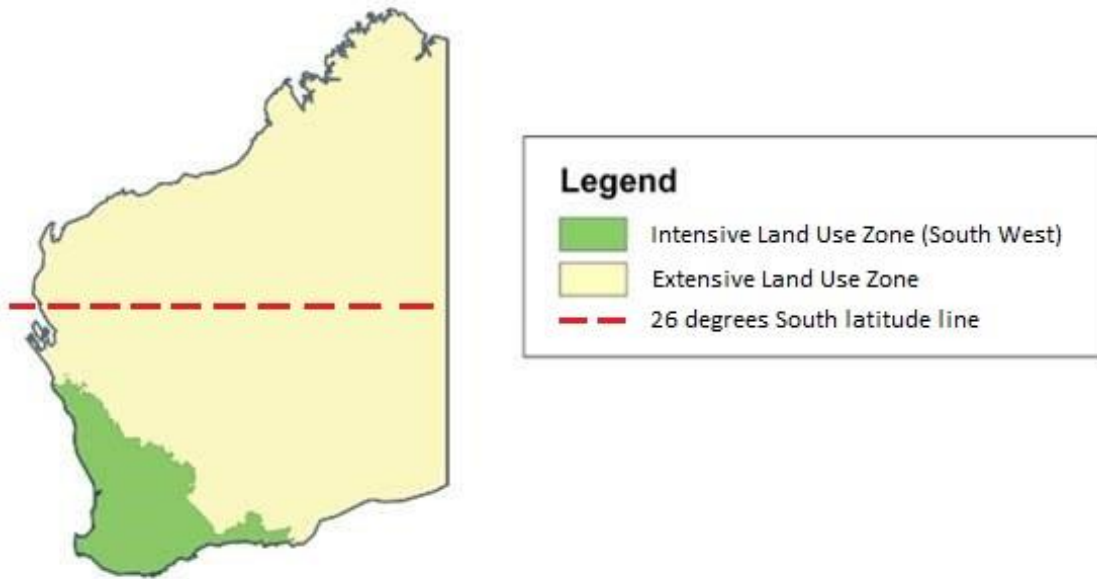 Legend
Intensive Land Use Zone (South West)
Extensive Land Use Zone
26 degrees South latitude line